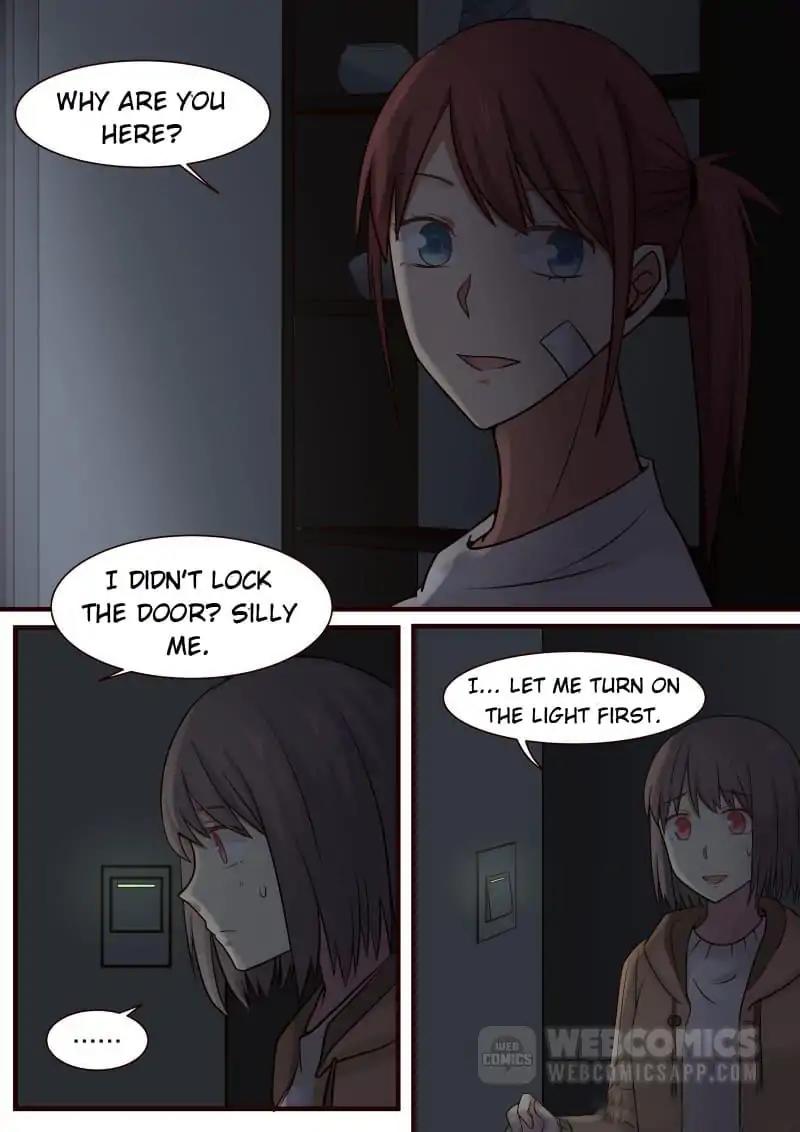 WHY ARE YOU
HERE?
I DIDN'T LOCK
THE DOOR? SILLY
ME.
......
I... LET ME TURN ON
THE LIGHT FIRST.
WEB
COMICS
WEBCOMICS
WEBCOMICSAPP.COM